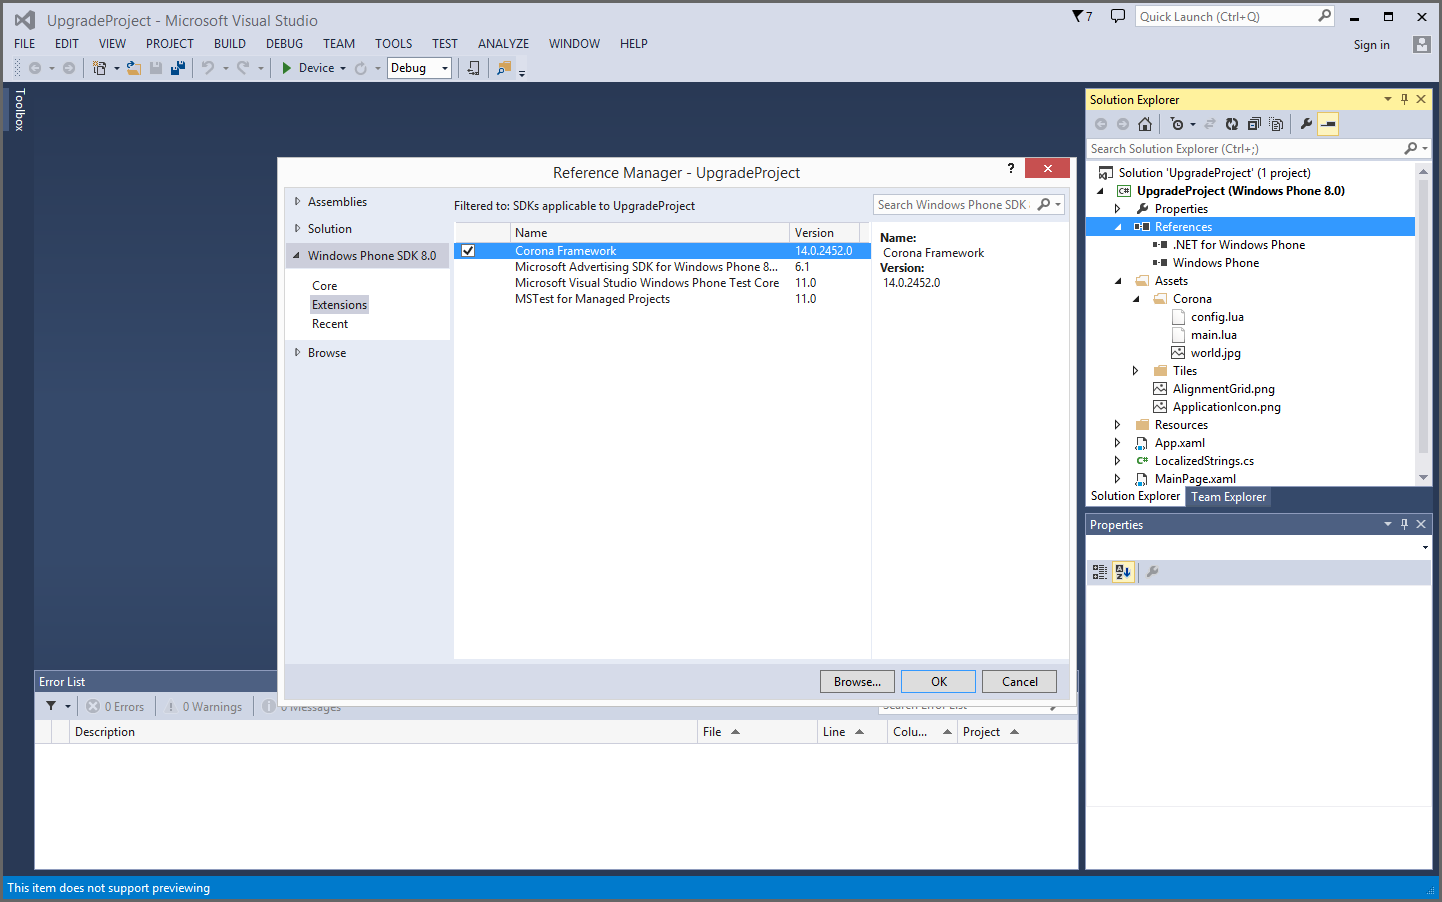 UpgradeProject - Microsoft Visual Studio
7
Quick Launch (Ctrl+Q)
FILE EDIT VIEW PROJECT BUILD DEBUG TEAM TOOLS TEST ANALYZE WINDOW HELP
Sign in
Device Debug
Toolbox
Solution Explorer
Search Solution Explorer (Ctrl+;)
Solution 'UpgradeProject' (1 project)
C# UpgradeProject (Windows Phone 8.0)
Properties
References
.NET for Windows Phone
Windows Phone
Assets
Corona
config.lua
main.lua
world.jpg
Tiles
AlignmentGrid.png
ApplicationIcon.png
Resources
App.xaml
C# LocalizedStrings.cs
MainPage.xaml
Solution Explorer Team Explorer
Properties
Reference Manager - UpgradeProject
?
Assemblies
Solution
Windows Phone SDK 8.0
Core
Extensions
Recent
Browse
Filtered to: SDKs applicable to UpgradeProject
Search Windows Phone SDK
Name Version
Corona Framework 14.0.2452.0
Microsoft Advertising SDK for Windows Phone 8... 6.1
Microsoft Visual Studio Windows Phone Test Core 11.0
MSTest for Managed Projects 11.0
Name:
Corona Framework
Version:
14.0.2452.0
Browse... OK Cancel
Error List
0 Errors 0 Warnings 0 Messages
Search Error List
Description File Line Colu... Project
This item does not support previewing